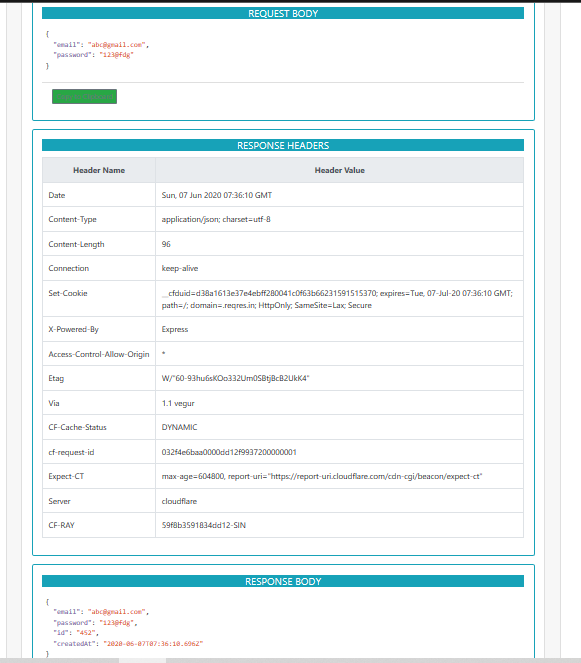 REQUEST BODY
{
"email": "abc@gmail.com",
"password": "123@fdg"
}
RESPONSE HEADERS
Header Name Header Value
Date Sun, 07 Jun 2020 07:36:10 GMT
Content-Type application/json; charset=utf-8
Content-Length 96
Connection keep-alive
Set-Cookie __cfduid=d38a1613e37e4ebff280041c0f63b66231591515370; expires=Tue, 07-Jul-20 07:36:10 GMT;
path=/; domain=.reqres.in; HttpOnly; SameSite=Lax; Secure
X-Powered-By Express
Access-Control-Allow-Origin *
Etag W/"60-93hu6sKOo332Um0SBtjBcB2UkK4"
Via 1.1 vegur
CF-Cache-Status DYNAMIC
cf-request-id 032f4e6baa0000dd12f9937200000001
Expect-CT max-age=604800, report-uri="https://report-uri.cloudflare.com/cdn-cgi/beacon/expect-ct"
Server cloudflare
CF-RAY 59f8b3591834dd12-SIN
RESPONSE BODY
{
"email": "abc@gmail.com",
"password": "123@fdg",
"id": "452",
"createdAt": "2020-06-07T07:36:10.696Z"
}